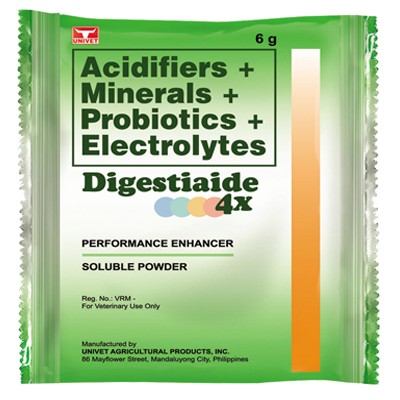 UNIVET
6 g
Acidifiers +
Minerals +
Probiotics +
Electrolytes
Digestiaide
4x
PERFORMANCE ENHANCER
SOLUBLE POWDER
Reg. No.: VRM -
For Veterinary Use Only
Manufactured by
UNIVET AGRICULTURAL PRODUCTS, INC.
86 Mayflower Street, Mandaluyong City, Philippines